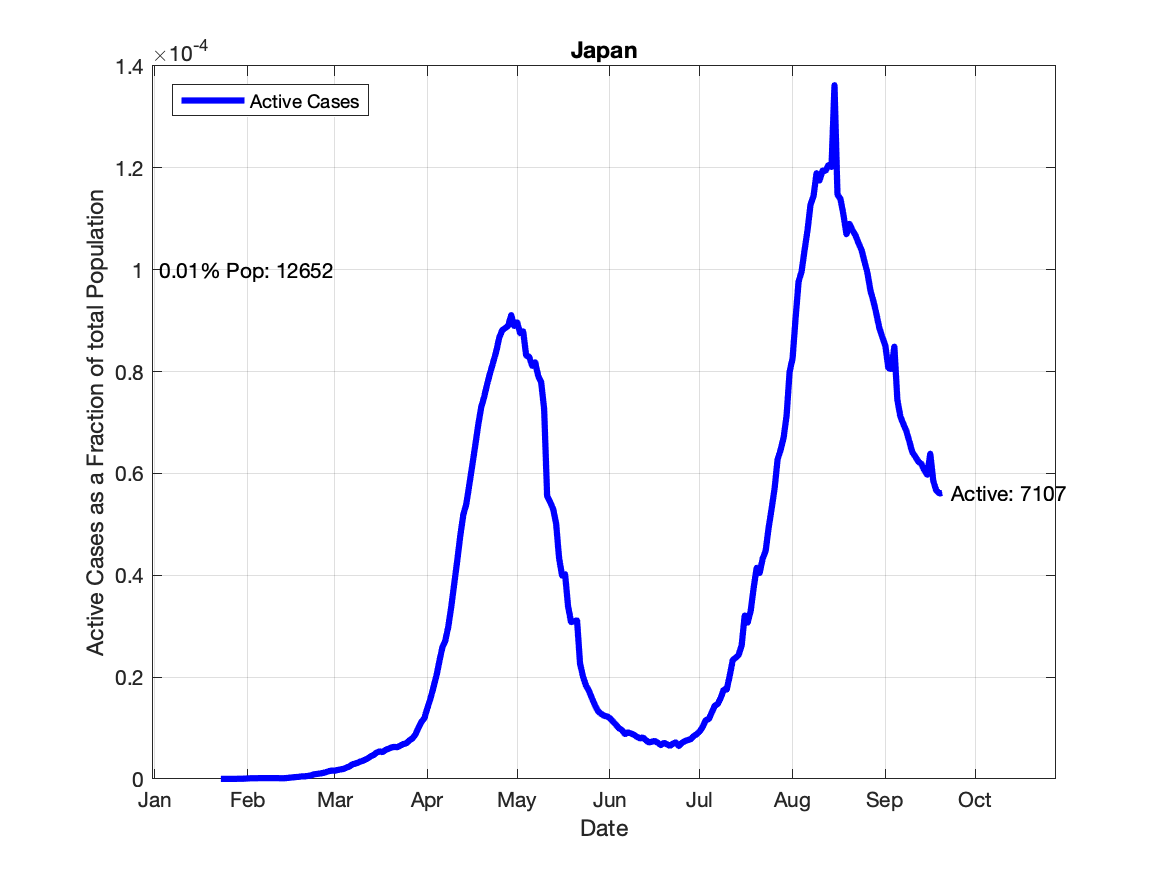 Japan
×10-4
1.4
1.2
1
0.8
0.6
0.4
0.2
0
Active Cases
0.01% Pop: 12652
Active: 7107
Active Cases as a Fraction of total Population
Jan Feb Mar Apr May Jun Jul Aug Sep Oct
Date